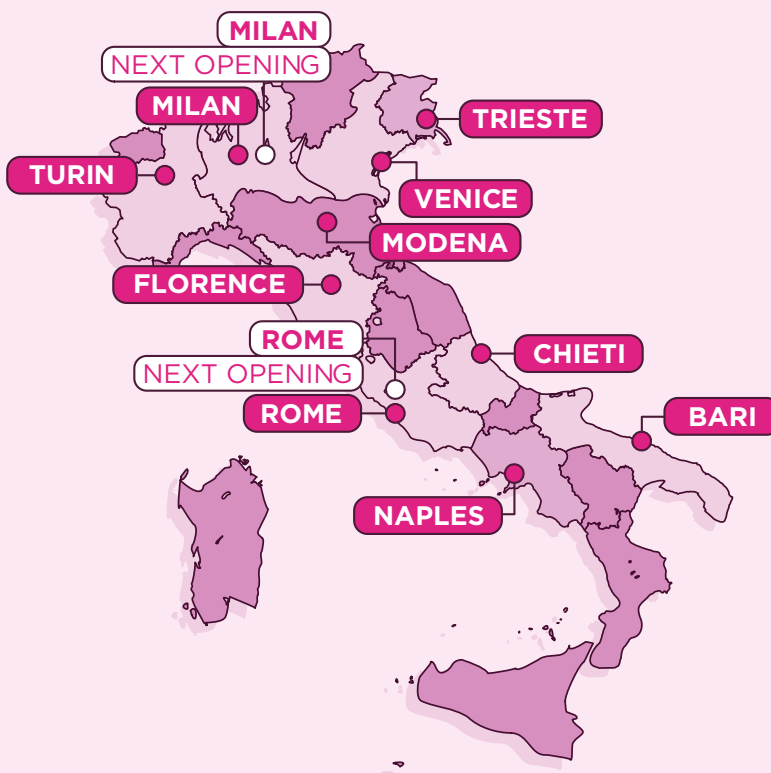 MILAN
NEXT OPENING
MILAN
TRIESTE
TURIN
VENICE
MODENA
FLORENCE
ROME
NEXT OPENING
CHIETI
ROME
BARI
NAPLES